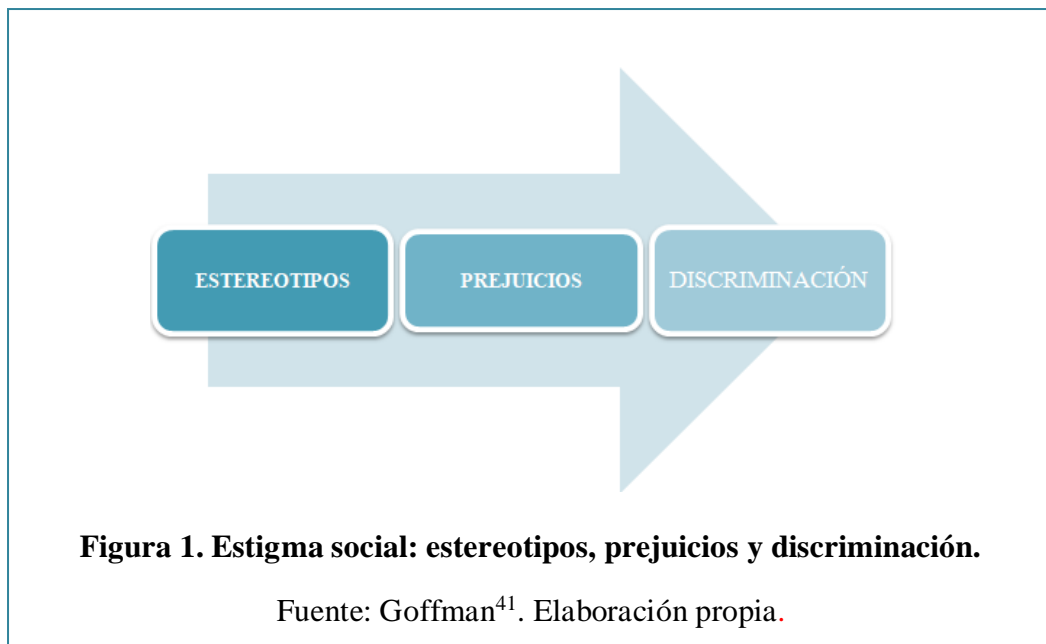 ESTEREOTIPOS
PREJUICIOS
DISCRIMINACIÓN
Figura 1. Estigma social: estereotipos, prejuicios y discriminación.
Fuente: Goffman⁴¹. Elaboración propia.